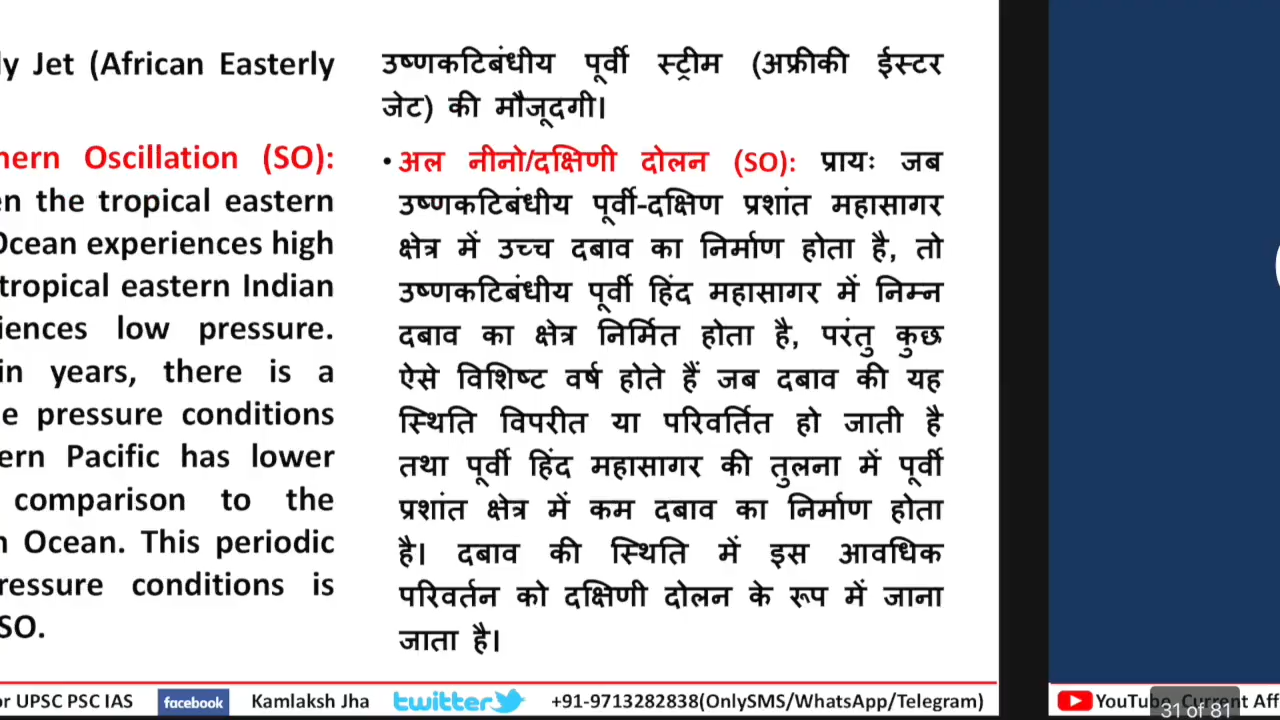 ly Jet (African Easterly
hern Oscillation (SO):
en the tropical eastern
Ocean experiences high
tropical eastern Indian
iences low pressure.
in years, there is a
e pressure conditions
ern Pacific has lower
comparison to the
n Ocean. This periodic
ressure conditions is
SO.
उष्णकटिबंधीय पूर्वी स्ट्रीम (अफ्रीकी ईस्टर
जेट) की मौजूदगी।
• अल नीनो/दक्षिणी दोलन (SO): प्रायः जब
उष्णकटिबंधीय पूर्वी-दक्षिण प्रशांत महासागर
क्षेत्र में उच्च दबाव का निर्माण होता है, तो
उष्णकटिबंधीय पूर्वी हिंद महासागर में निम्न
दबाव का क्षेत्र निर्मित होता है, परंतु कुछ
ऐसे विशिष्ट वर्ष होते हैं जब दबाव की यह
स्थिति विपरीत या परिवर्तित हो जाती है
तथा पूर्वी हिंद महासागर की तुलना में पूर्वी
प्रशांत क्षेत्र में कम दबाव का निर्माण होता
है। दबाव की स्थिति में इस आवधिक
परिवर्तन को दक्षिणी दोलन के रूप में जाना
जाता है।
or UPSC PSC IAS facebook Kamlaksh Jha twitter +91-9713282838(OnlySMS/WhatsApp/Telegram) YouTube Current Aff
31 of 81